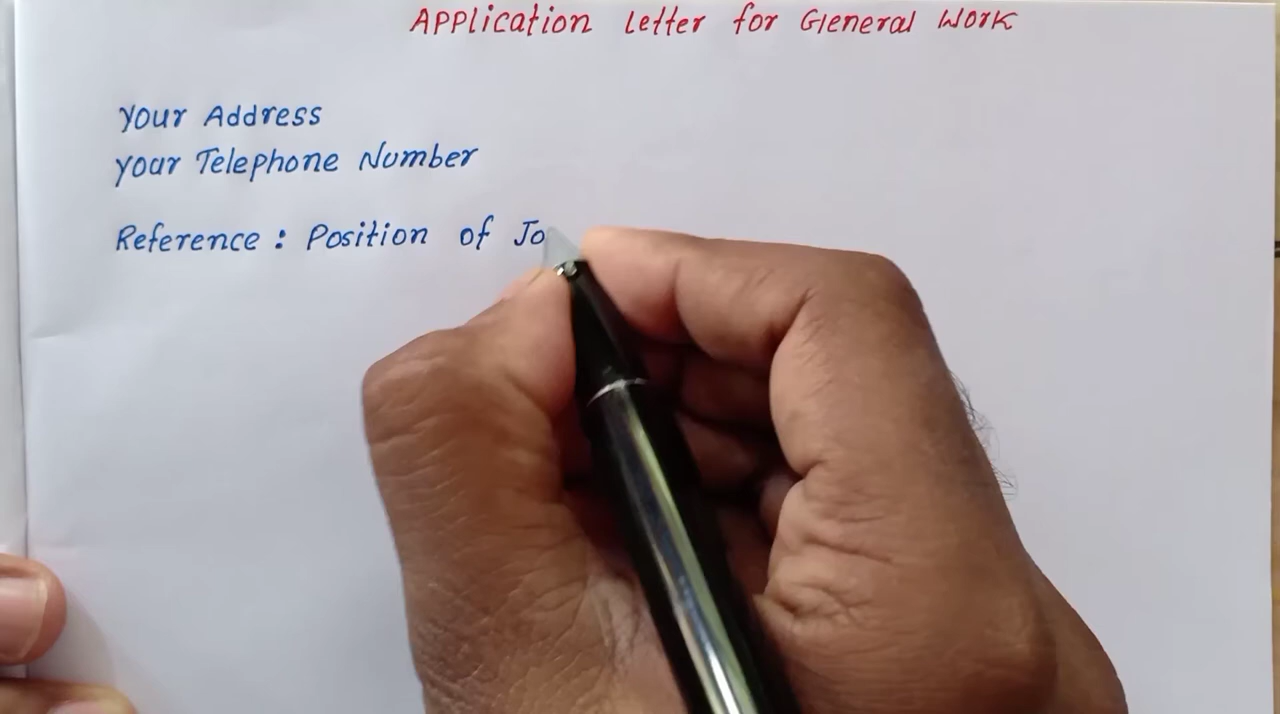 Application Letter for General Work
Your Address
your Telephone Number
Reference : Position of Jo